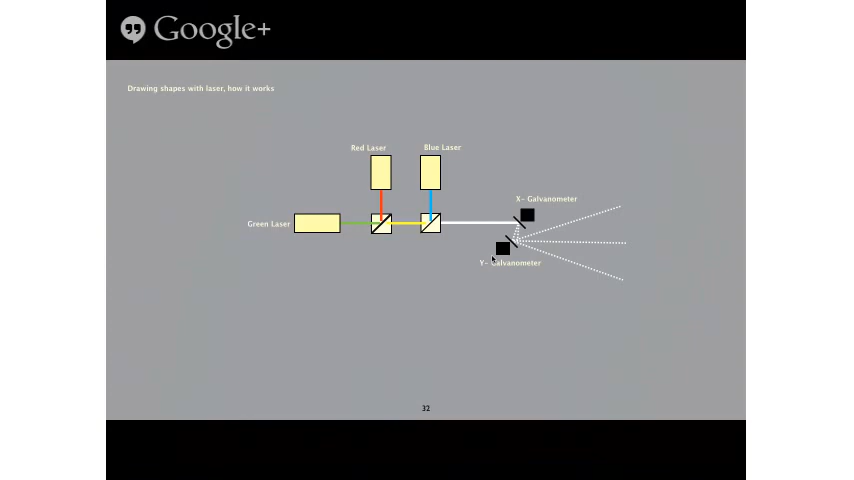 Google+
Drawing shapes with laser, how it works
Red Laser
Blue Laser
X- Galvanometer
Green Laser
Y- Galvanometer
32